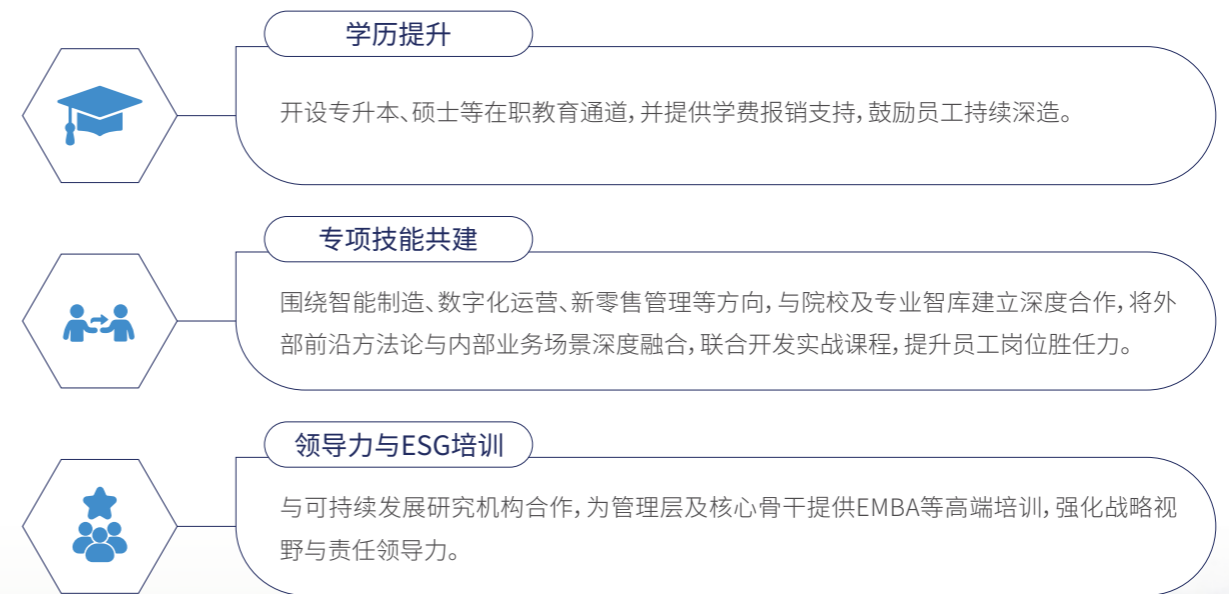 学历提升
开设专升本、硕士等在职教育通道,并提供学费报销支持,鼓励员工持续深造。
专项技能共建
围绕智能制造、数字化运营、新零售管理等方向,与院校及专业智库建立深度合作,将外
部前沿方法论与内部业务场景深度融合,联合开发实战课程,提升员工岗位胜任力。
领导力与ESG培训
与可持续发展研究机构合作,为管理层及核心骨干提供EMBA等高端培训,强化战略视
野与责任领导力。